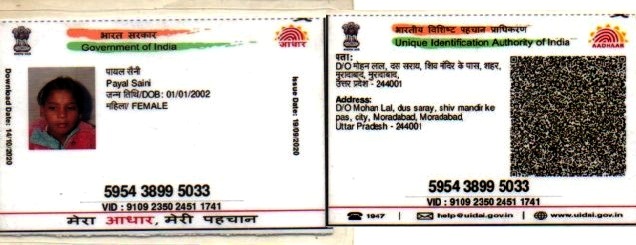 भारत सरकार
Government of India
आधार
Download Date: 14/10/2020
पायल सैनी
Payal Saini
जन्म तिथि/DOB: 01/01/2002
महिला/ FEMALE
Issue Date: 19/09/2020
5954 3899 5033
VID : 9109 2350 2451 1741
मेरा आधार, मेरी पहचान
भारतीय विशिष्ट पहचान प्राधिकरण
Unique Identification Authority of India
AADHAAR
पता:
D/O मोहन लाल, दस सराय, शिव मंदिर के पास, शहर,
मुरादाबाद, मुरादाबाद,
उत्तर प्रदेश - 244001
Address:
D/O Mohan Lal, dus saray, shiv mandir ke
pas, city, Moradabad, Moradabad,
Uttar Pradesh - 244001
5954 3899 5033
VID : 9109 2350 2451 1741
1947 | help@uidai.gov.in | www.uidai.gov.in